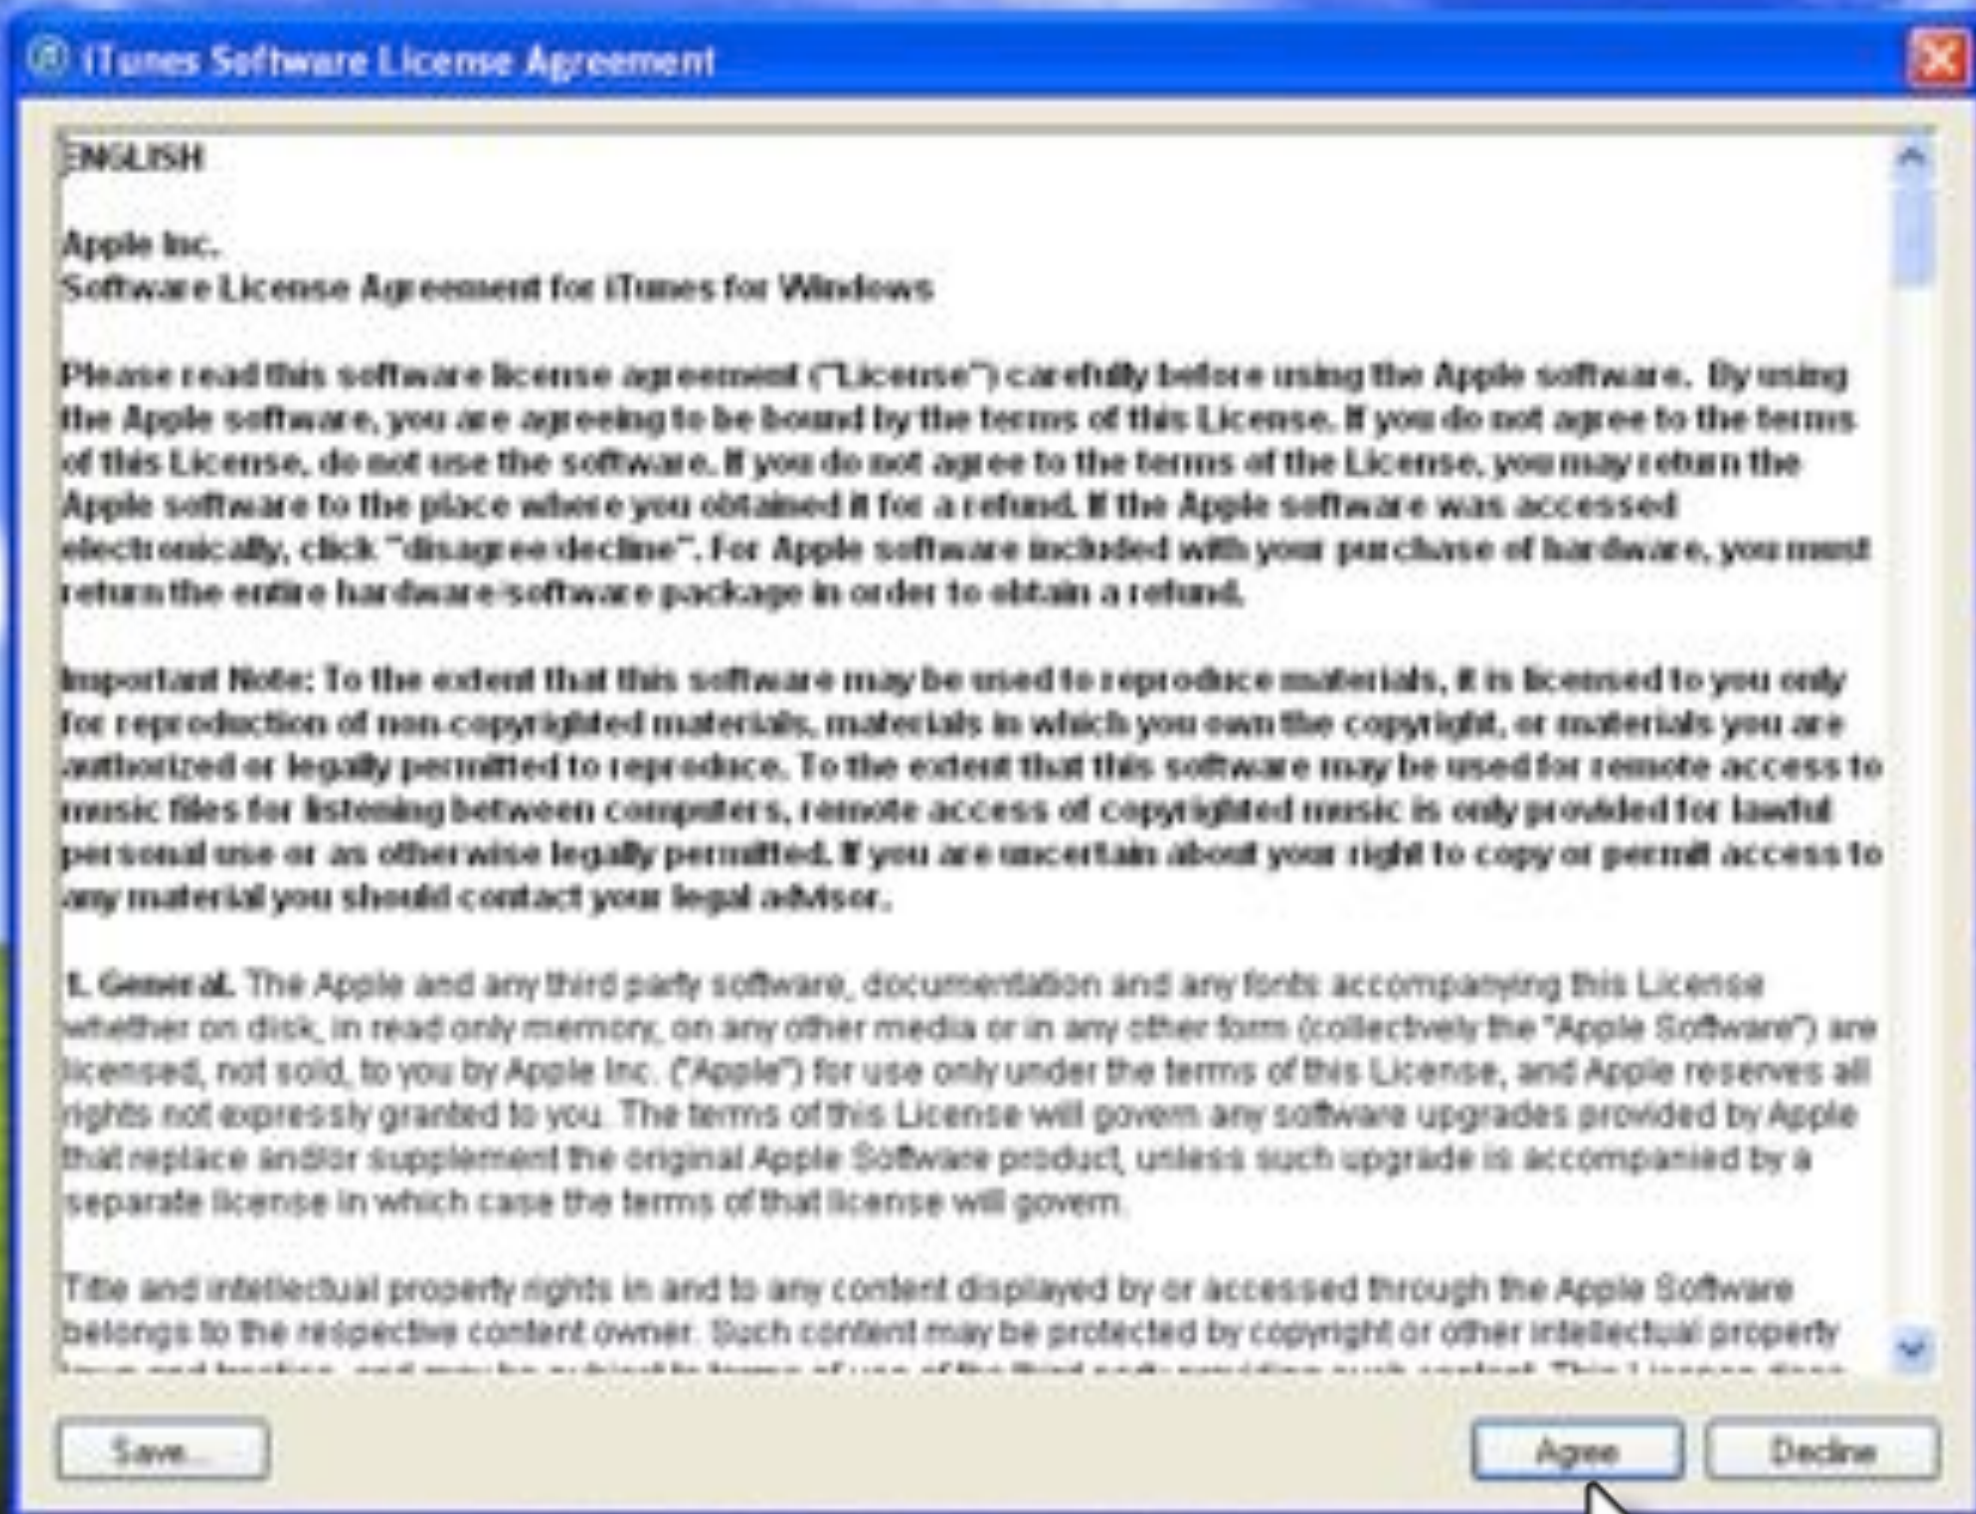 iTunes Software License Agreement
ENGLISH
Apple Inc.
Software License Agreement for iTunes for Windows
Please read this software license agreement ("License") carefully before using the Apple software. By using
the Apple software, you are agreeing to be bound by the terms of this License. If you do not agree to the terms
of this License, do not use the software. If you do not agree to the terms of the License, you may return the
Apple software to the place where you obtained it for a refund. If the Apple software was accessed
electronically, click "disagree/decline". For Apple software included with your purchase of hardware, you must
return the entire hardware/software package in order to obtain a refund.
Important Note: To the extent that this software may be used to reproduce materials, it is licensed to you only
for reproduction of non-copyrighted materials, materials in which you own the copyright, or materials you are
authorized or legally permitted to reproduce. To the extent that this software may be used for remote access to
music files for listening between computers, remote access of copyrighted music is only provided for lawful
personal use or as otherwise legally permitted. If you are uncertain about your right to copy or permit access to
any material you should contact your legal advisor.
1. General. The Apple and any third party software, documentation and any fonts accompanying this License
whether on disk, in read only memory, on any other media or in any other form (collectively the "Apple Software") are
licensed, not sold, to you by Apple Inc. ("Apple") for use only under the terms of this License, and Apple reserves all
rights not expressly granted to you. The terms of this License will govern any software upgrades provided by Apple
that replace and/or supplement the original Apple Software product, unless such upgrade is accompanied by a
separate license in which case the terms of that license will govern.
Title and intellectual property rights in and to any content displayed by or accessed through the Apple Software
belongs to the respective content owner. Such content may be protected by copyright or other intellectual property
Save...
Agree
Decline